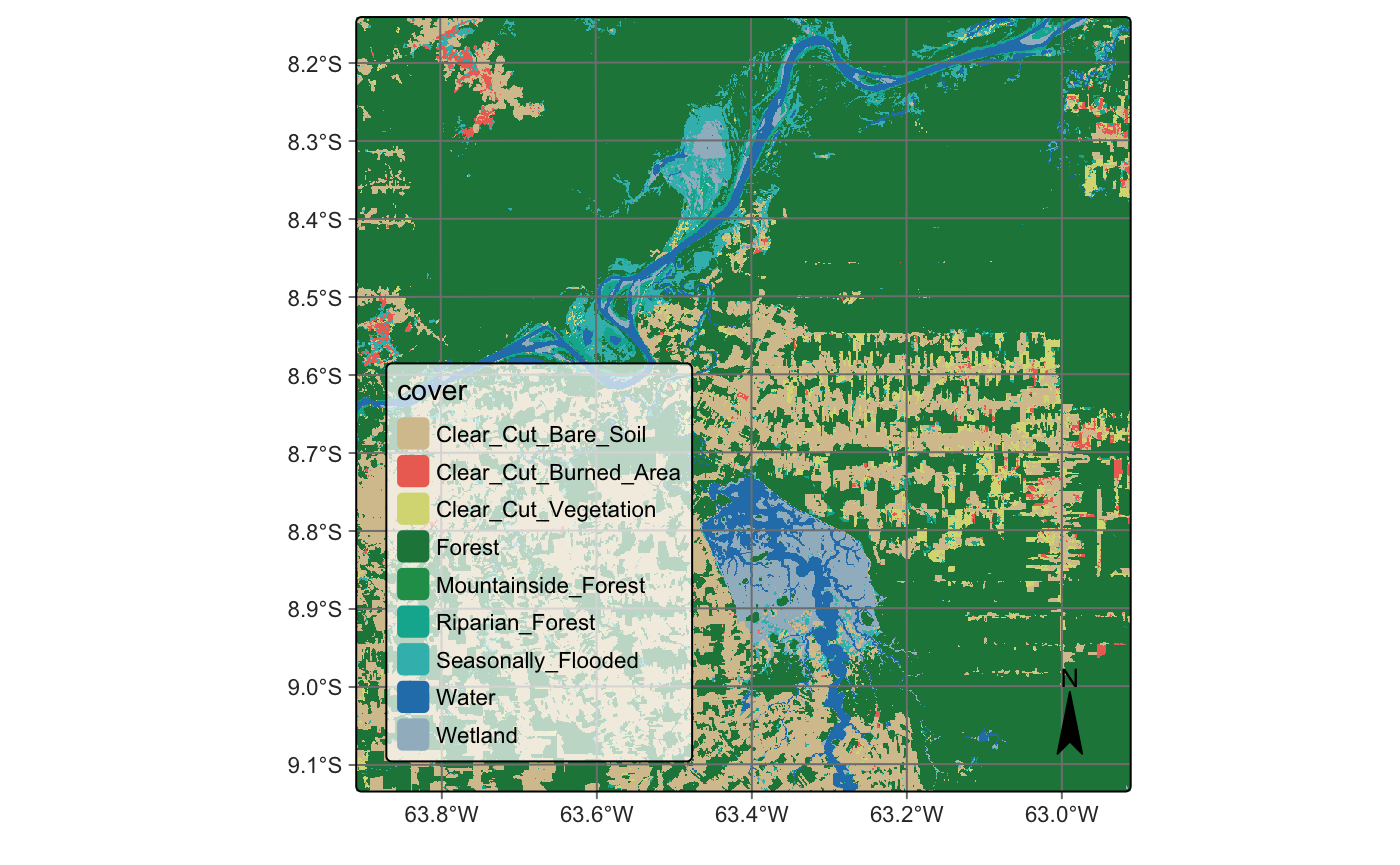 8.2°S
8.3°S
8.4°S
8.5°S
8.6°S
8.7°S
8.8°S
8.9°S
9.0°S
9.1°S
cover
Clear_Cut_Bare_Soil
Clear_Cut_Burned_Area
Clear_Cut_Vegetation
Forest
Mountainside_Forest
Riparian_Forest
Seasonally_Flooded
Water
Wetland
N
63.8°W 63.6°W 63.4°W 63.2°W 63.0°W